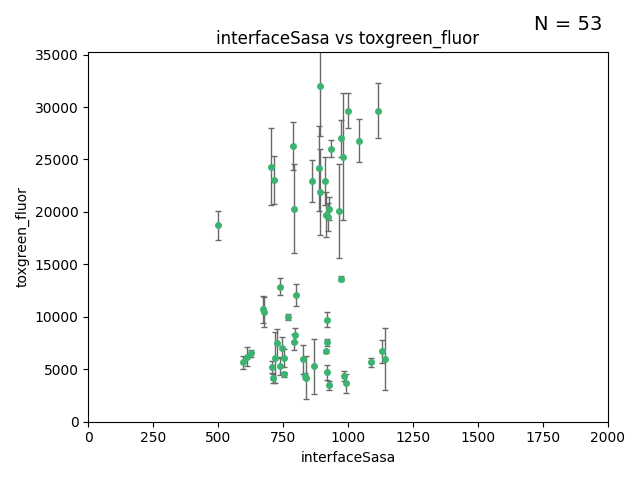 N = 53
interfaceSasa vs toxgreen_fluor
35000
30000
25000
20000
15000
10000
5000
0
toxgreen_fluor
0 250 500 750 1000 1250 1500 1750 2000
interfaceSasa